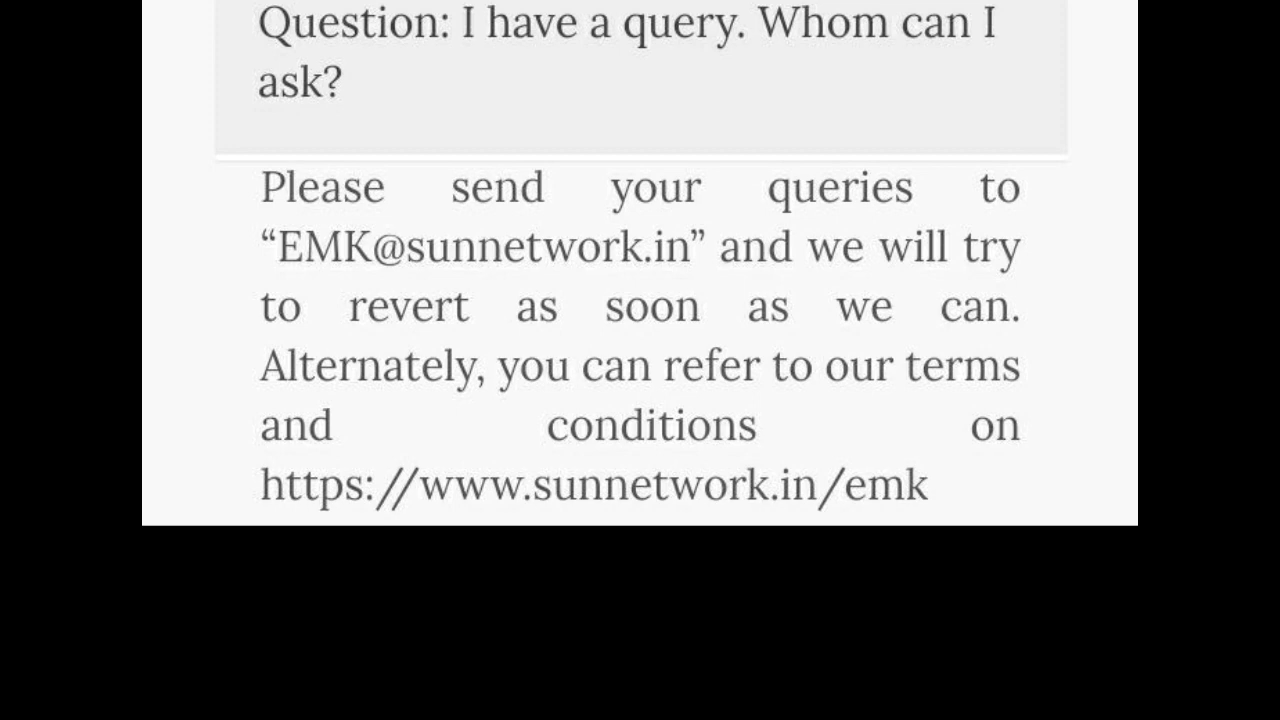 Question: I have a query. Whom can I
ask?
Please send your queries to
“EMK@sunnetwork.in” and we will try
to revert as soon as we can.
Alternately, you can refer to our terms
and conditions on
https://www.sunnetwork.in/emk